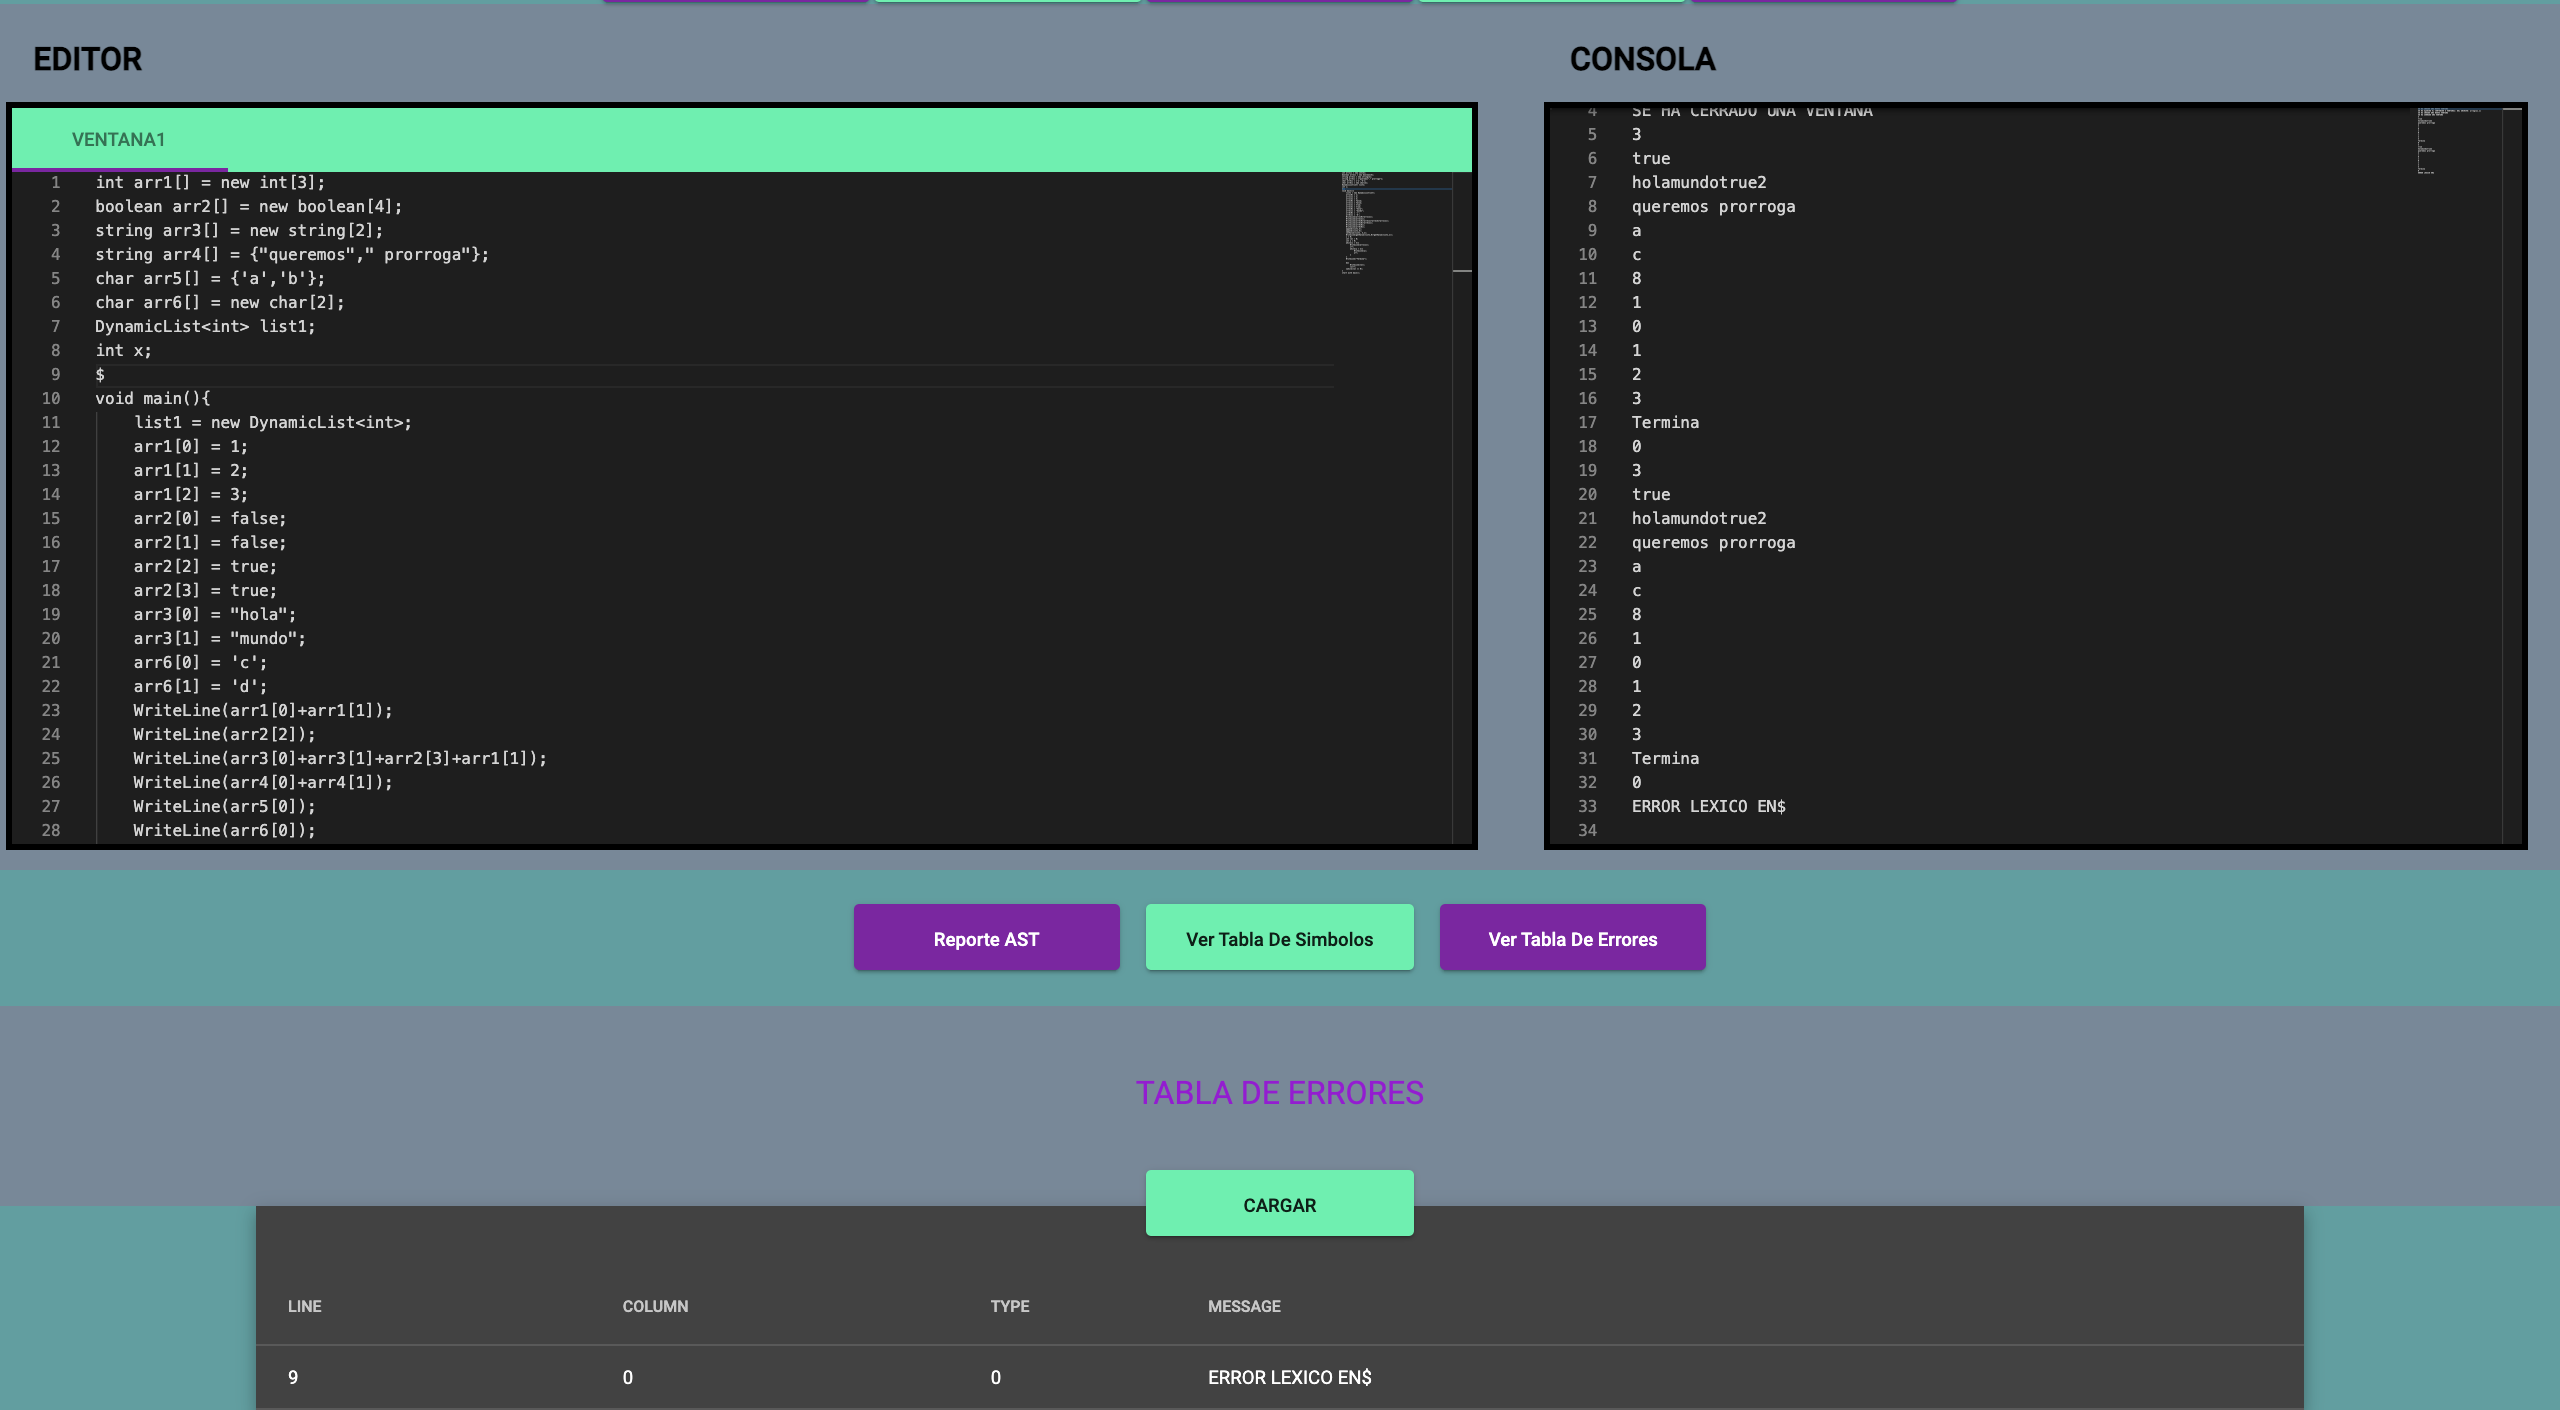 EDITOR
VENTANA1
1 int arr1[] = new int[3];
2 boolean arr2[] = new boolean[4];
3 string arr3[] = new string[2];
4 string arr4[] = {"queremos"," prorroga"};
5 char arr5[] = {'a','b'};
6 char arr6[] = new char[2];
7 DynamicList<int> list1;
8 int x;
9 $
10 void main(){
11 list1 = new DynamicList<int>;
12 arr1[0] = 1;
13 arr1[1] = 2;
14 arr1[2] = 3;
15 arr2[0] = false;
16 arr2[1] = false;
17 arr2[2] = true;
18 arr2[3] = true;
19 arr3[0] = "hola";
20 arr3[1] = "mundo";
21 arr6[0] = 'c';
22 arr6[1] = 'd';
23 WriteLine(arr1[0]+arr1[1]);
24 WriteLine(arr2[2]);
25 WriteLine(arr3[0]+arr3[1]+arr2[3]+arr1[1]);
26 WriteLine(arr4[0]+arr4[1]);
27 WriteLine(arr5[0]);
28 WriteLine(arr6[0]);
CONSOLA
4 SE HA CERRADO UNA VENTANA
5 3
6 true
7 holamundotrue2
8 queremos prorroga
9 a
10 c
11 8
12 1
13 0
14 1
15 2
16 3
17 Termina
18 0
19 3
20 true
21 holamundotrue2
22 queremos prorroga
23 a
24 c
25 8
26 1
27 0
28 1
29 2
30 3
31 Termina
32 0
33 ERROR LEXICO EN$
34
Reporte AST
Ver Tabla De Simbolos
Ver Tabla De Errores
TABLA DE ERRORES
CARGAR
LINE COLUMN TYPE MESSAGE
9 0 0 ERROR LEXICO EN$